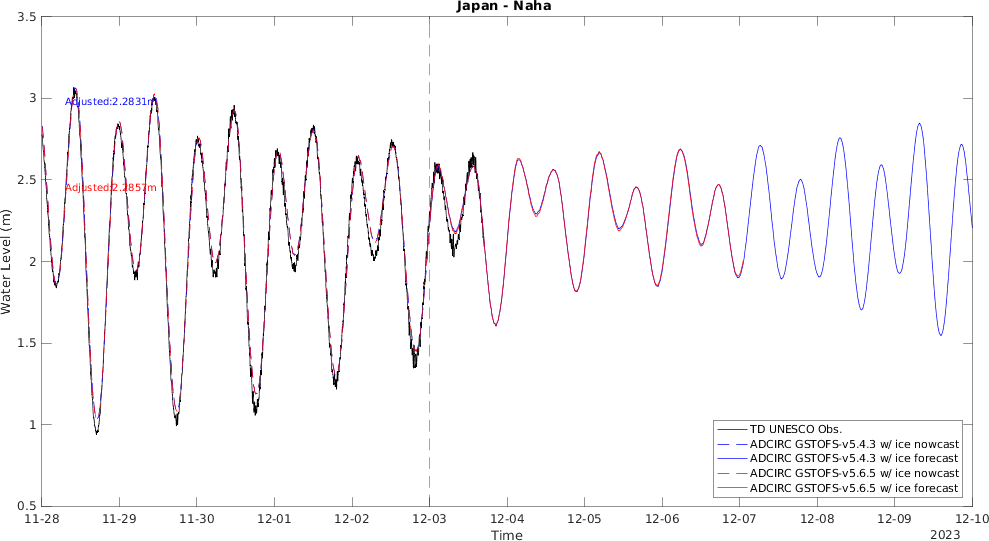 Japan - Naha
3.5
3
2.5
2
1.5
1
0.5
Water Level (m)
Adjusted:2.2831m
Adjusted:2.2857m
TD UNESCO Obs.
ADCIRC GSTOFS-v5.4.3 w/ ice nowcast
ADCIRC GSTOFS-v5.4.3 w/ ice forecast
ADCIRC GSTOFS-v5.6.5 w/ ice nowcast
ADCIRC GSTOFS-v5.6.5 w/ ice forecast
11-28 11-29 11-30 12-01 12-02 12-03 12-04 12-05 12-06 12-07 12-08 12-09 12-10
Time
2023